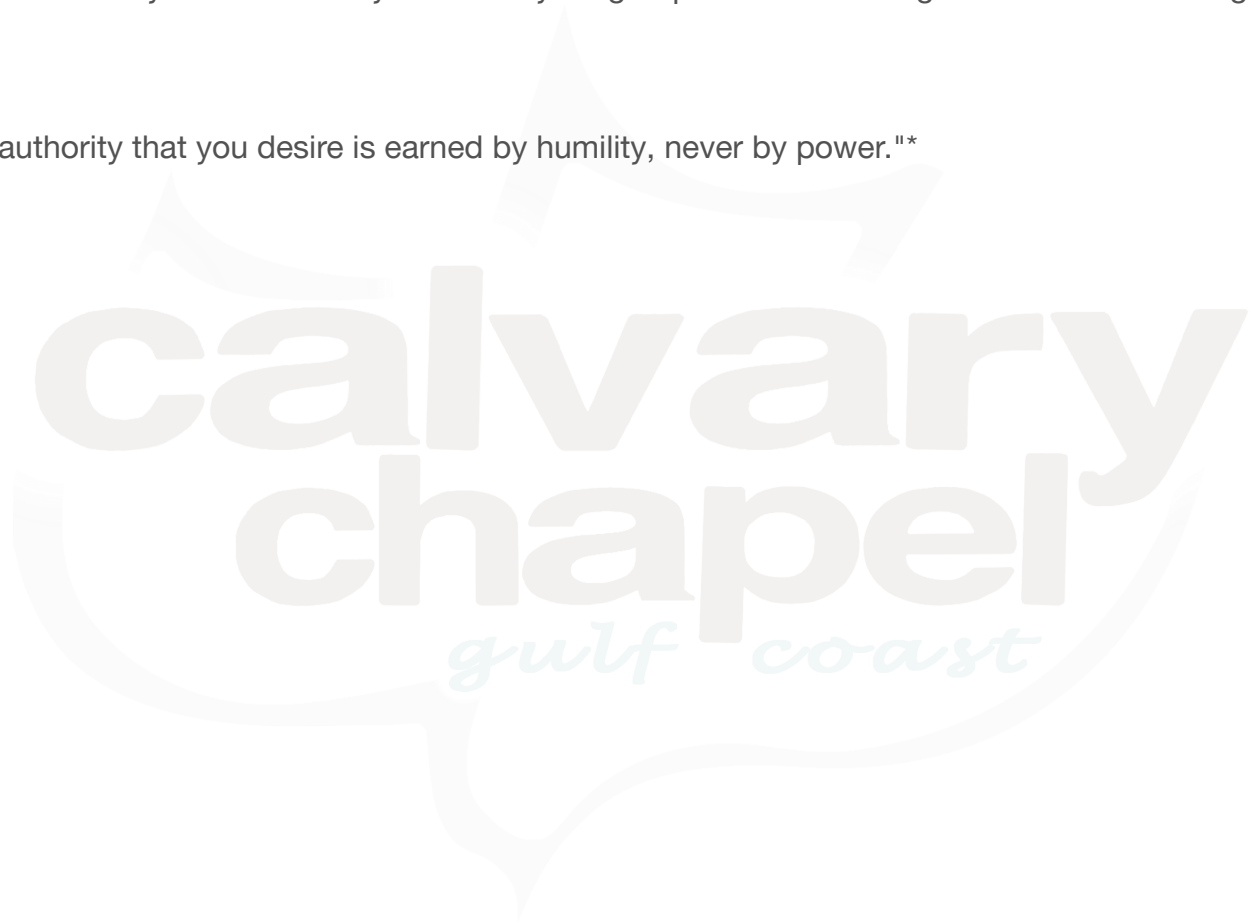 authority that you desire is earned by humility, never by power."*
calvary
chapel
gulf coast